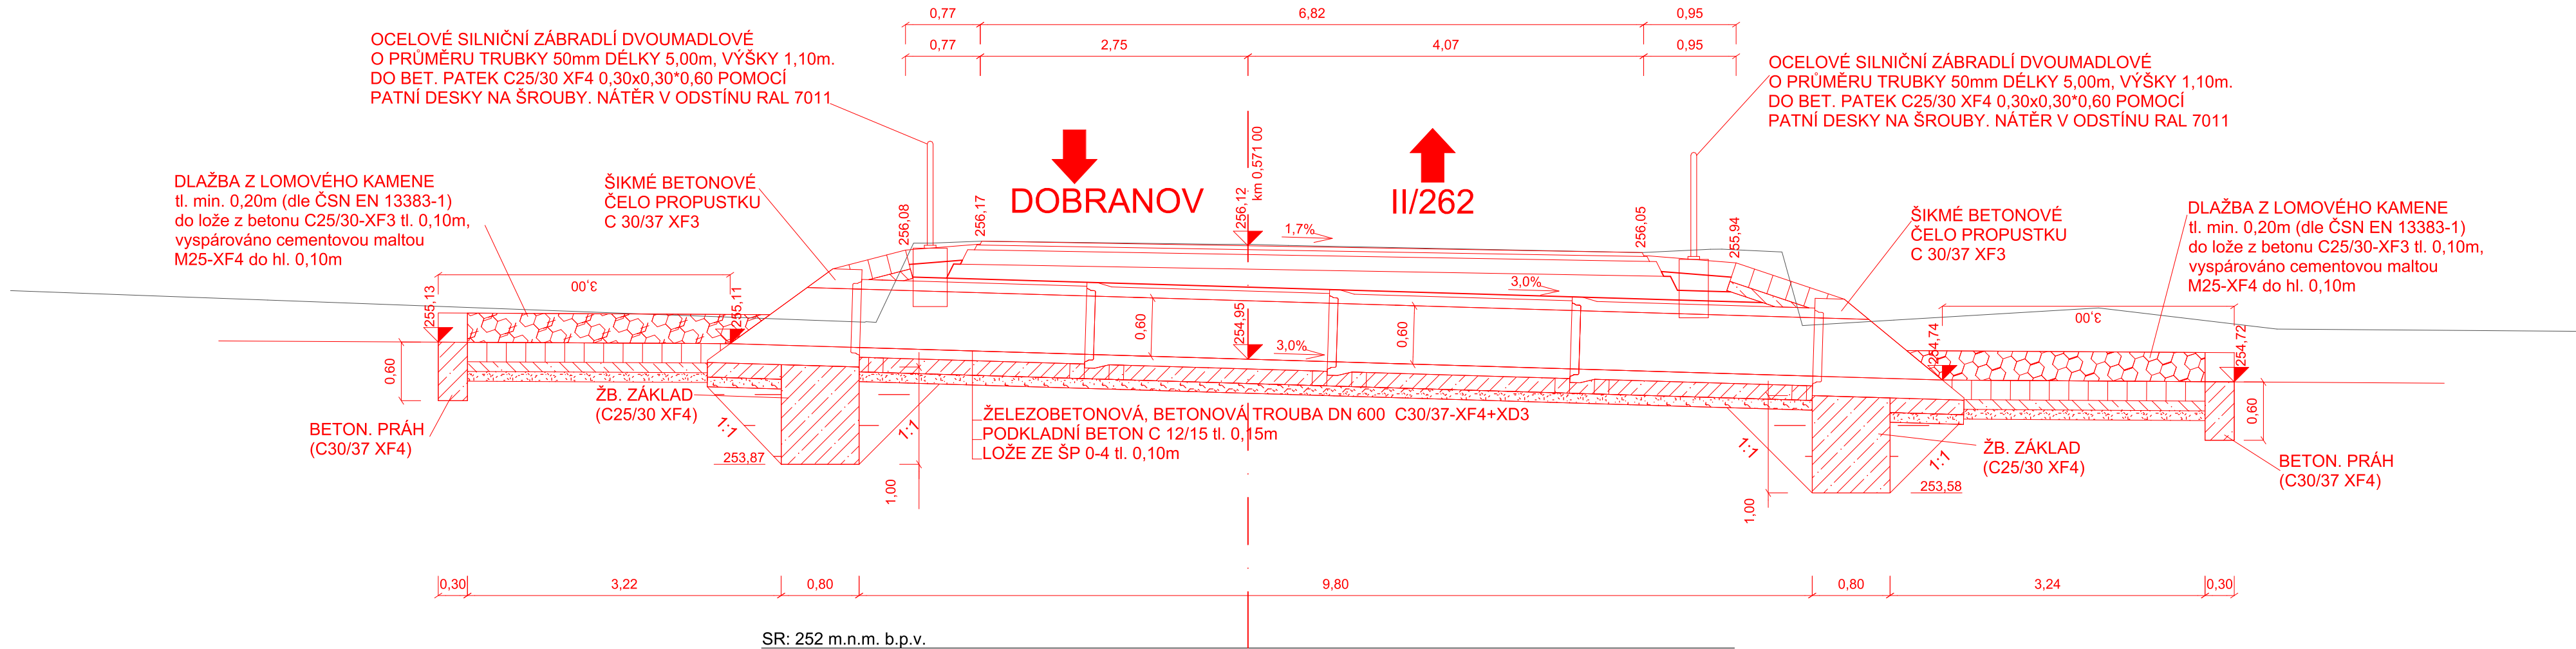 0,77
6,82
0,95
0,77
2,75
4,07
0,95
OCELOVÉ SILNIČNÍ ZÁBRADLÍ DVOUMADLOVÉ
O PRŮMĚRU TRUBKY 50mm DÉLKY 5,00m, VÝŠKY 1,10m.
DO BET. PATEK C25/30 XF4 0,30x0,30*0,60 POMOCÍ
PATNÍ DESKY NA ŠROUBY. NÁTĚR V ODSTÍNU RAL 7011
OCELOVÉ SILNIČNÍ ZÁBRADLÍ DVOUMADLOVÉ
O PRŮMĚRU TRUBKY 50mm DÉLKY 5,00m, VÝŠKY 1,10m.
DO BET. PATEK C25/30 XF4 0,30x0,30*0,60 POMOCÍ
PATNÍ DESKY NA ŠROUBY. NÁTĚR V ODSTÍNU RAL 7011
DLAŽBA Z LOMOVÉHO KAMENE
tl. min. 0,20m (dle ČSN EN 13383-1)
do lože z betonu C25/30-XF3 tl. 0,10m,
vyspárováno cementovou maltou
M25-XF4 do hl. 0,10m
ŠIKMÉ BETONOVÉ
ČELO PROPUSTKU
C 30/37 XF3
256,08
256,17
DOBRANOV
256,12
km 0,571 00
II/262
1,7%
256,05
255,94
ŠIKMÉ BETONOVÉ
ČELO PROPUSTKU
C 30/37 XF3
DLAŽBA Z LOMOVÉHO KAMENE
tl. min. 0,20m (dle ČSN EN 13383-1)
do lože z betonu C25/30-XF3 tl. 0,10m,
vyspárováno cementovou maltou
M25-XF4 do hl. 0,10m
255,13
3,00
255,11
0,60
0,60
254,95
3,0%
3,0%
0,60
254,74
3,00
254,72
0,60
BETON. PRÁH
(C30/37 XF4)
ŽB. ZÁKLAD
(C25/30 XF4)
1:1
253,87
1:1
1,00
ŽELEZOBETONOVÁ, BETONOVÁ TROUBA DN 600  C30/37-XF4+XD3
PODKLADNÍ BETON C 12/15 tl. 0,15m
LOŽE ZE ŠP 0-4 tl. 0,10m
1:1
1,00
253,58
1:1
ŽB. ZÁKLAD
(C25/30 XF4)
BETON. PRÁH
(C30/37 XF4)
0,30
3,22
0,80
9,80
0,80
3,24
0,30
SR: 252 m.n.m. b.p.v.